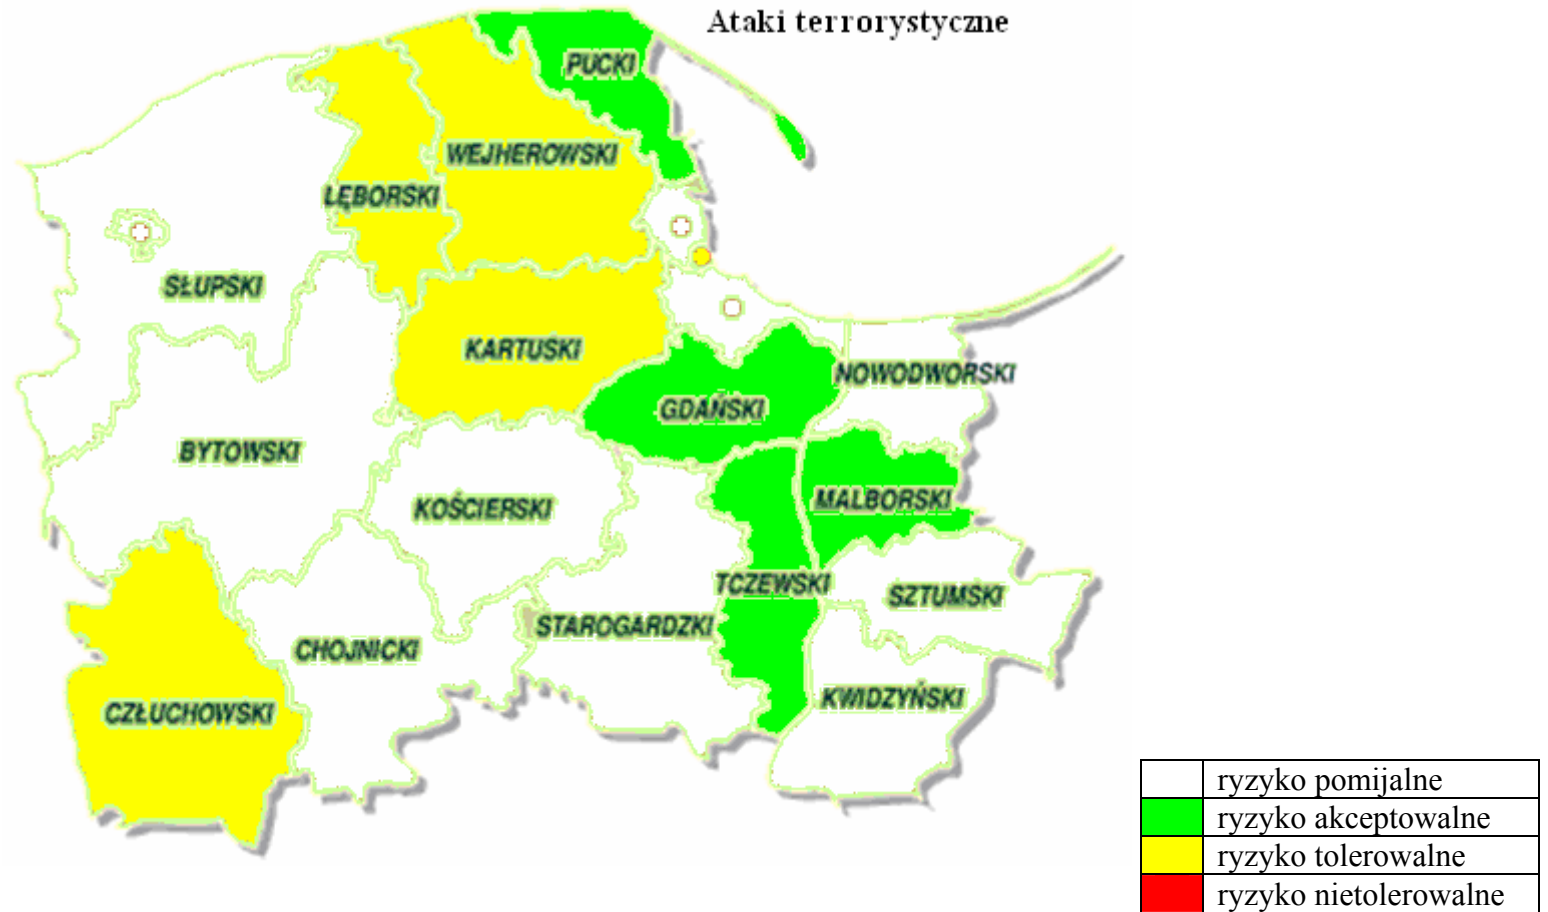 Ataki terrorystyczne
PUCKI
WEJHEROWSKI
LĘBORSKI
SŁUPSKI
KARTUSKI
NOWODWORSKI
GDAŃSKI
BYTOWSKI
MALBORSKI
KOŚCIERSKI
TCZEWSKI
SZTUMSKI
STAROGARDZKI
CHOJNICKI
KWIDZYŃSKI
CZŁUCHOWSKI
ryzyko pomijalne
ryzyko akceptowalne
ryzyko tolerowalne
ryzyko nietolerowalne